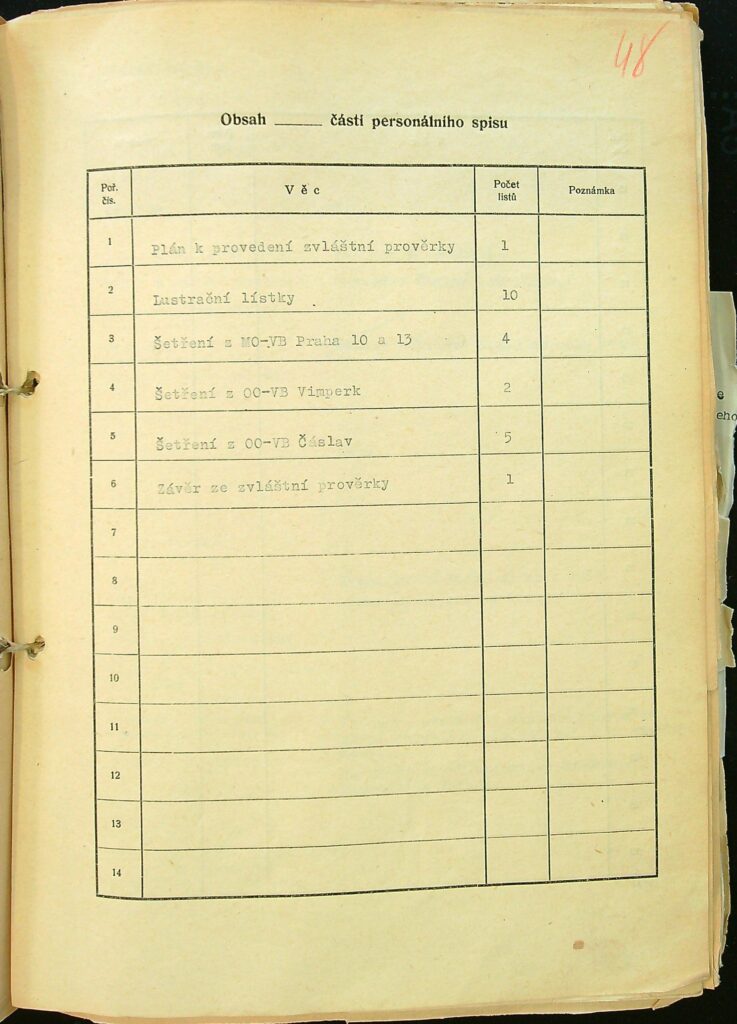 48
Obsah _____ části personálního spisu
Poř. čís. Věc Počet listů Poznámka
1 Plán k provedení zvláštní prověrky 1
2 Lustrační lístky 10
3 Šetření z MO-VB Praha 10 a 13 4
4 Šetření z OO-VB Vimperk 2
5 Šetření z OO-VB Čáslav 5
6 Závěr ze zvláštní prověrky 1
7
8
9
10
11
12
13
14